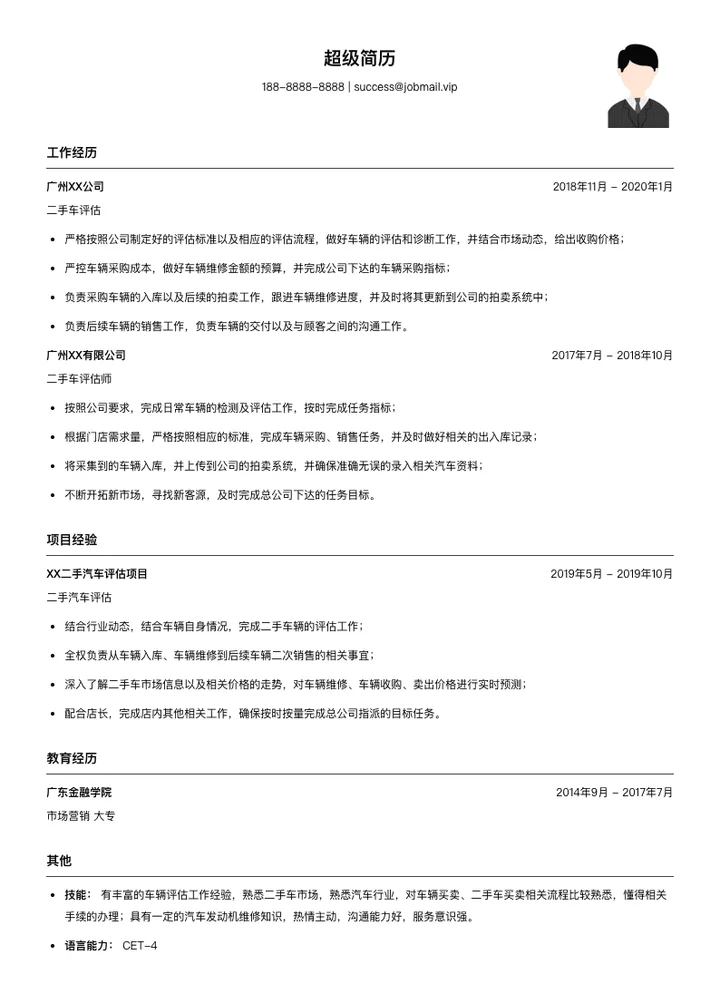 超级简历
188-8888-8888 | success@jobmail.vip
工作经历
广州XX公司 2018年11月 – 2020年1月
二手车评估
• 严格按照公司制定好的评估标准以及相应的评估流程，做好车辆的评估和诊断工作，并结合市场动态，给出收购价格；
• 严控车辆采购成本，做好车辆维修金额的预算，并完成公司下达的车辆采购指标；
• 负责采购车辆的入库以及后续的拍卖工作，跟进车辆维修进度，并及时将其更新到公司的拍卖系统中；
• 负责后续车辆的销售工作，负责车辆的交付以及与顾客之间的沟通工作。
广州XX有限公司 2017年7月 – 2018年10月
二手车评估师
• 按照公司要求，完成日常车辆的检测及评估工作，按时完成任务指标；
• 根据门店需求量，严格按照相应的标准，完成车辆采购、销售任务，并及时做好相关的出入库记录；
• 将采集到的车辆入库，并上传到公司的拍卖系统，并确保准确无误的录入相关汽车资料；
• 不断开拓新市场，寻找新客源，及时完成总公司下达的任务目标。
项目经验
XX二手汽车评估项目 2019年5月 – 2019年10月
二手汽车评估
• 结合行业动态，结合车辆自身情况，完成二手车辆的评估工作；
• 全权负责从车辆入库、车辆维修到后续车辆二次销售的相关事宜；
• 深入了解二手车市场信息以及相关价格的走势，对车辆维修、车辆收购、卖出价格进行实时预测；
• 配合店长，完成店内其他相关工作，确保按时按量完成总公司指派的目标任务。
教育经历
广东金融学院 2014年9月 – 2017年7月
市场营销 大专
其他
• 技能： 有丰富的车辆评估工作经验，熟悉二手车市场，熟悉汽车行业，对车辆买卖、二手车买卖相关流程比较熟悉，懂得相关
手续的办理；具有一定的汽车发动机维修知识，热情主动，沟通能力好，服务意识强。
• 语言能力： CET-4